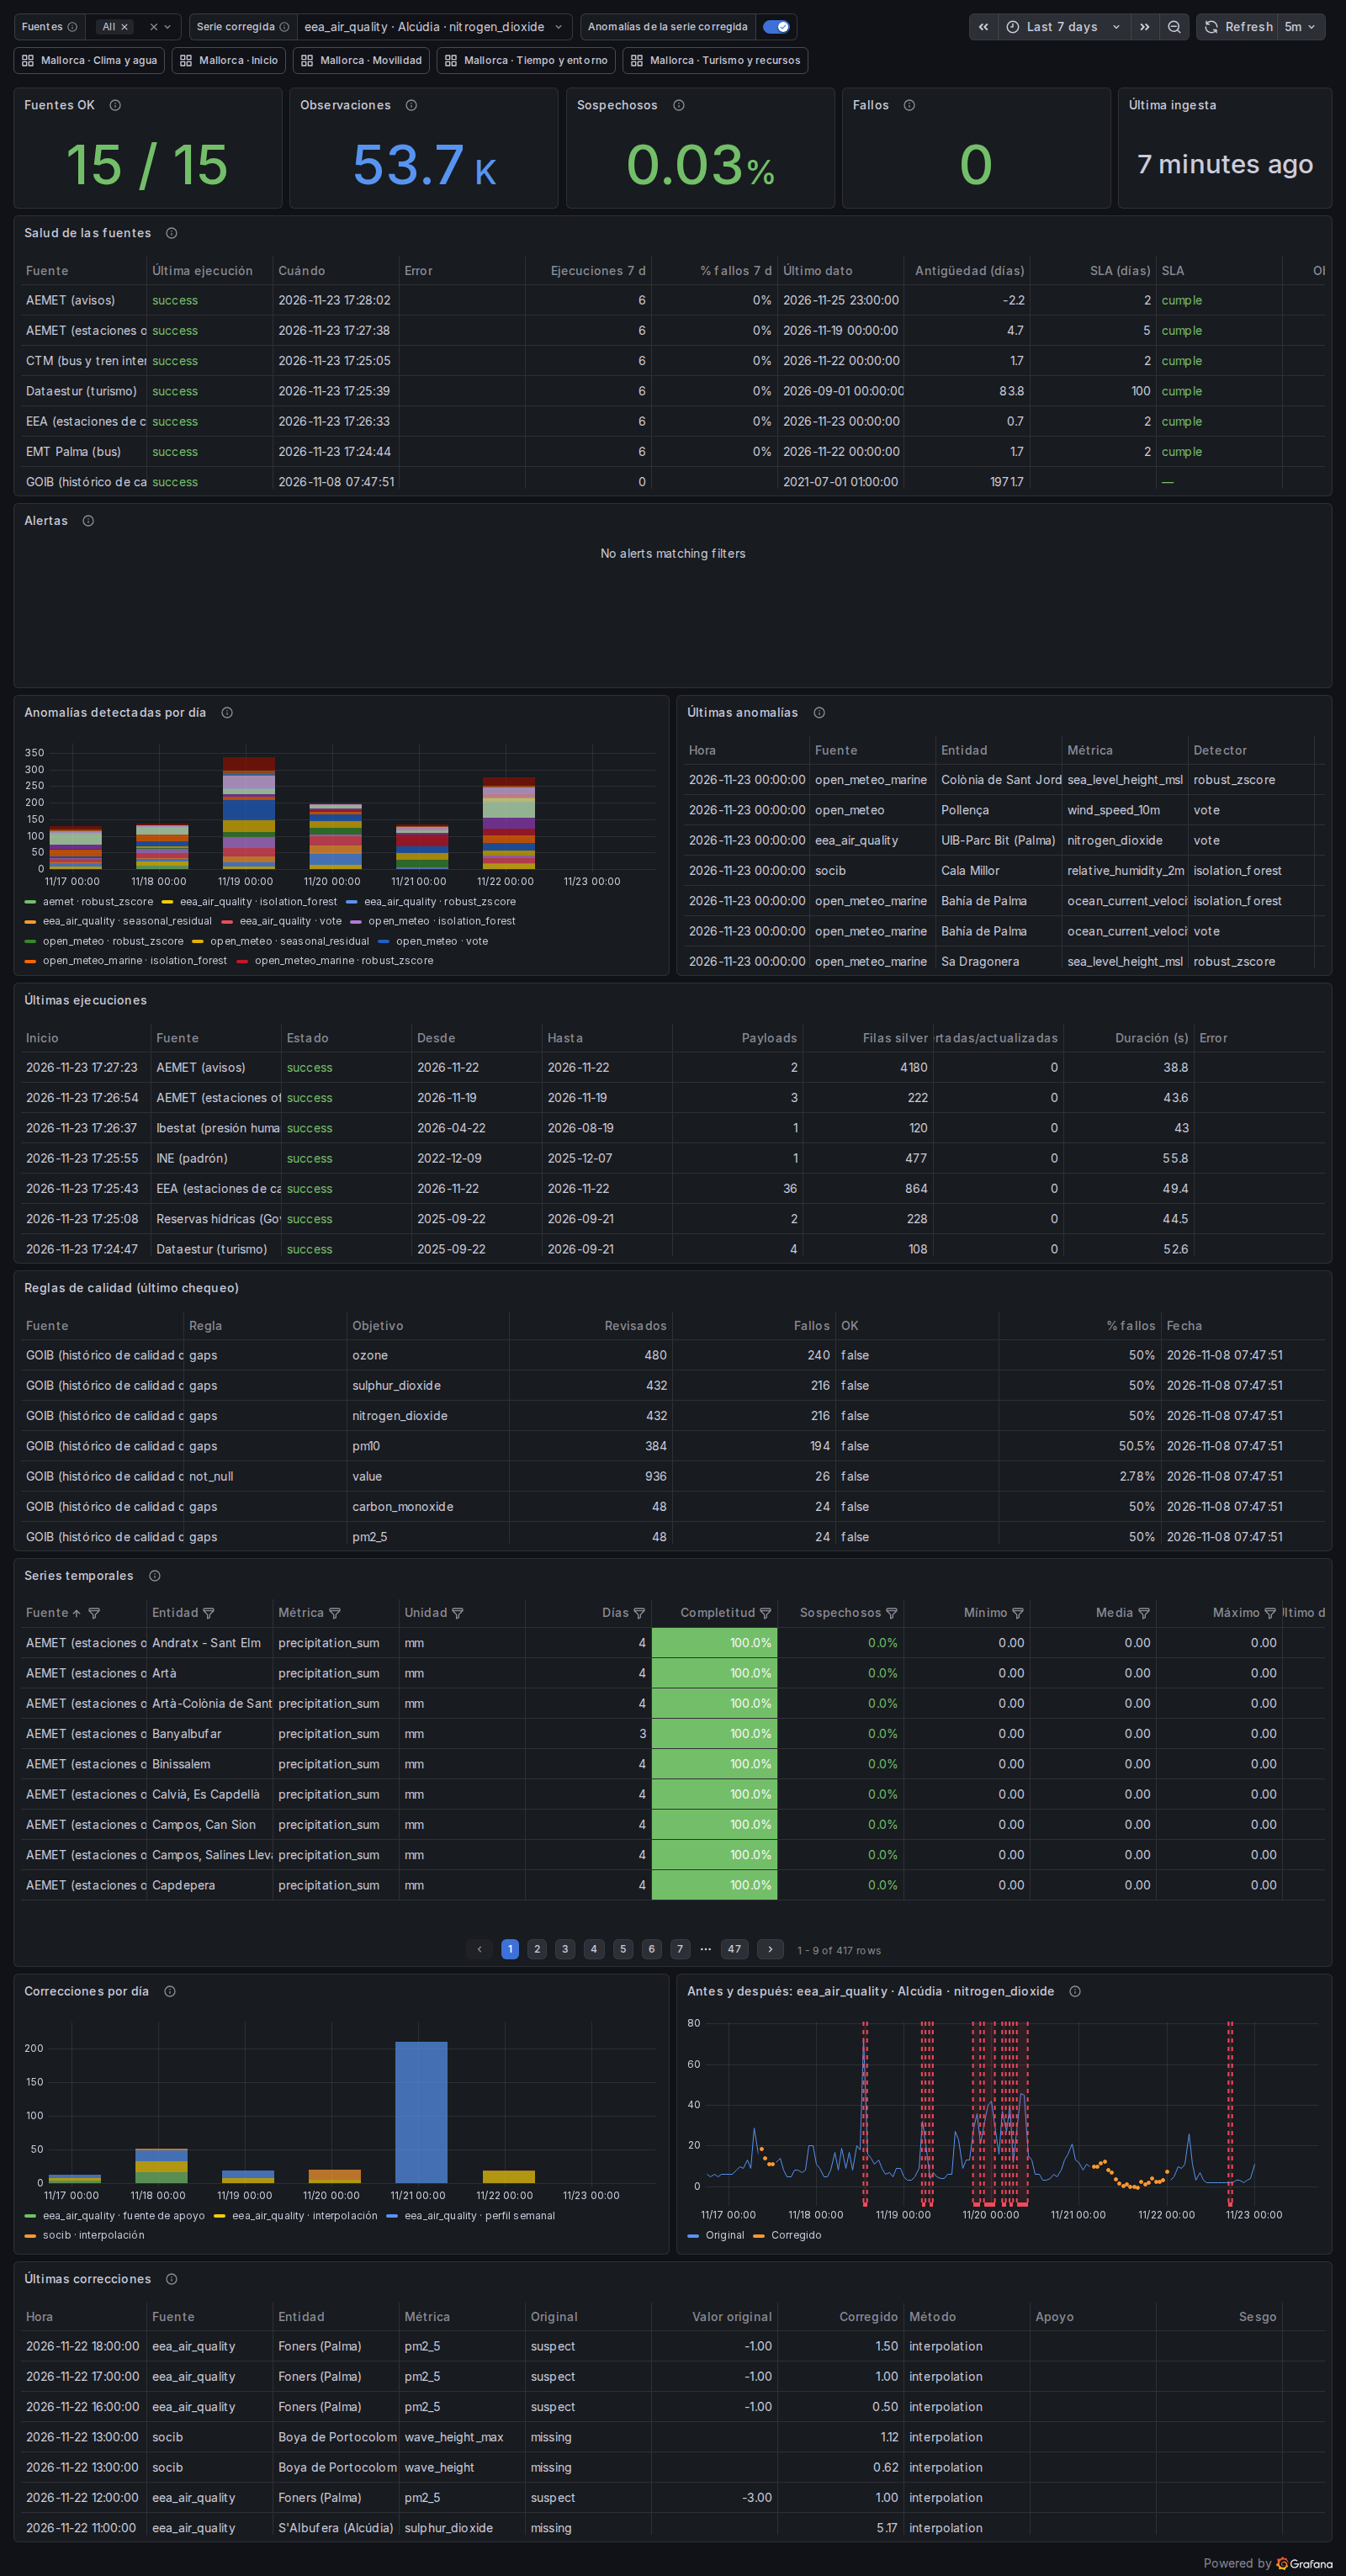 Fuentes All Serie corregida eea_air_quality · Alcúdia · nitrogen_dioxide Anomalías de la serie corregida Last 7 days Refresh 5m
Mallorca · Clima y agua Mallorca · Inicio Mallorca · Movilidad Mallorca · Tiempo y entorno Mallorca · Turismo y recursos
Fuentes OK Observaciones Sospechosos Fallos Última ingesta
15 / 15 53.7 K 0.03% 0 7 minutes ago
Salud de las fuentes
Fuente Última ejecución Cuándo Error Ejecuciones 7 d % fallos 7 d Último dato Antigüedad (días) SLA (días) SLA
AEMET (avisos) success 2026-11-23 17:28:02 6 0% 2026-11-25 23:00:00 -2.2 2 cumple
AEMET (estaciones o success 2026-11-23 17:27:38 6 0% 2026-11-19 00:00:00 4.7 5 cumple
CTM (bus y tren inter success 2026-11-23 17:25:05 6 0% 2026-11-22 00:00:00 1.7 2 cumple
Dataestur (turismo) success 2026-11-23 17:25:39 6 0% 2026-09-01 00:00:00 83.8 100 cumple
EEA (estaciones de c success 2026-11-23 17:26:33 6 0% 2026-11-23 00:00:00 0.7 2 cumple
EMT Palma (bus) success 2026-11-23 17:24:44 6 0% 2026-11-22 00:00:00 1.7 2 cumple
GOIB (histórico de ca success 2026-11-08 07:47:51 0 2021-07-01 01:00:00 1971.7 —
Alertas
No alerts matching filters
Anomalías detectadas por día
350
300
250
200
150
100
50
0
11/17 00:00 11/18 00:00 11/19 00:00 11/20 00:00 11/21 00:00 11/22 00:00 11/23 00:00
aemet · robust_zscore eea_air_quality · isolation_forest eea_air_quality · robust_zscore
eea_air_quality · seasonal_residual eea_air_quality · vote open_meteo · isolation_forest
open_meteo · robust_zscore open_meteo · seasonal_residual open_meteo · vote
open_meteo_marine · isolation_forest open_meteo_marine · robust_zscore
Últimas anomalías
Hora Fuente Entidad Métrica Detector
2026-11-23 00:00:00 open_meteo_marine Colònia de Sant Jord sea_level_height_msl robust_zscore
2026-11-23 00:00:00 open_meteo Pollença wind_speed_10m vote
2026-11-23 00:00:00 eea_air_quality UIB-Parc Bit (Palma) nitrogen_dioxide vote
2026-11-23 00:00:00 socib Cala Millor relative_humidity_2m isolation_forest
2026-11-23 00:00:00 open_meteo_marine Bahía de Palma ocean_current_veloci isolation_forest
2026-11-23 00:00:00 open_meteo_marine Bahía de Palma ocean_current_veloci vote
2026-11-23 00:00:00 open_meteo_marine Sa Dragonera sea_level_height_msl robust_zscore
Últimas ejecuciones
Inicio Fuente Estado Desde Hasta Payloads Filas silver rtadas/actualizadas Duración (s) Error
2026-11-23 17:27:23 AEMET (avisos) success 2026-11-22 2026-11-22 2 4180 0 38.8
2026-11-23 17:26:54 AEMET (estaciones of success 2026-11-19 2026-11-19 3 222 0 43.6
2026-11-23 17:26:37 Ibestat (presión huma success 2026-04-22 2026-08-19 1 120 0 43
2026-11-23 17:25:55 INE (padrón) success 2022-12-09 2025-12-07 1 477 0 55.8
2026-11-23 17:25:43 EEA (estaciones de ca success 2026-11-22 2026-11-22 36 864 0 49.4
2026-11-23 17:25:08 Reservas hídricas (Gov success 2025-09-22 2026-09-21 2 228 0 44.5
2026-11-23 17:24:47 Dataestur (turismo) success 2025-09-22 2026-09-21 4 108 0 52.6
Reglas de calidad (último chequeo)
Fuente Regla Objetivo Revisados Fallos OK % fallos Fecha
GOIB (histórico de calidad d gaps ozone 480 240 false 50% 2026-11-08 07:47:51
GOIB (histórico de calidad d gaps sulphur_dioxide 432 216 false 50% 2026-11-08 07:47:51
GOIB (histórico de calidad d gaps nitrogen_dioxide 432 216 false 50% 2026-11-08 07:47:51
GOIB (histórico de calidad d gaps pm10 384 194 false 50.5% 2026-11-08 07:47:51
GOIB (histórico de calidad d not_null value 936 26 false 2.78% 2026-11-08 07:47:51
GOIB (histórico de calidad d gaps carbon_monoxide 48 24 false 50% 2026-11-08 07:47:51
GOIB (histórico de calidad d gaps pm2_5 48 24 false 50% 2026-11-08 07:47:51
Series temporales
Fuente Entidad Métrica Unidad Días Completitud Sospechosos Mínimo Media Máximo Último d
AEMET (estaciones o Andratx - Sant Elm precipitation_sum mm 4 100.0% 0.0% 0.00 0.00 0.00
AEMET (estaciones o Artà precipitation_sum mm 4 100.0% 0.0% 0.00 0.00 0.00
AEMET (estaciones o Artà-Colònia de Sant precipitation_sum mm 4 100.0% 0.0% 0.00 0.00 0.00
AEMET (estaciones o Banyalbufar precipitation_sum mm 3 100.0% 0.0% 0.00 0.00 0.00
AEMET (estaciones o Binissalem precipitation_sum mm 4 100.0% 0.0% 0.00 0.00 0.00
AEMET (estaciones o Calvià, Es Capdellà precipitation_sum mm 4 100.0% 0.0% 0.00 0.00 0.00
AEMET (estaciones o Campos, Can Sion precipitation_sum mm 4 100.0% 0.0% 0.00 0.00 0.00
AEMET (estaciones o Campos, Salines Lleva precipitation_sum mm 4 100.0% 0.0% 0.00 0.00 0.00
AEMET (estaciones o Capdepera precipitation_sum mm 4 100.0% 0.0% 0.00 0.00 0.00
1 2 3 4 5 6 7 ··· 47 1 - 9 of 417 rows
Correcciones por día
200
150
100
50
0
11/17 00:00 11/18 00:00 11/19 00:00 11/20 00:00 11/21 00:00 11/22 00:00 11/23 00:00
eea_air_quality · fuente de apoyo eea_air_quality · interpolación eea_air_quality · perfil semanal
socib · interpolación
Antes y después: eea_air_quality · Alcúdia · nitrogen_dioxide
80
60
40
20
0
11/17 00:00 11/18 00:00 11/19 00:00 11/20 00:00 11/21 00:00 11/22 00:00 11/23 00:00
Original Corregido
Últimas correcciones
Hora Fuente Entidad Métrica Original Valor original Corregido Método Apoyo Sesgo
2026-11-22 18:00:00 eea_air_quality Foners (Palma) pm2_5 suspect -1.00 1.50 interpolation
2026-11-22 17:00:00 eea_air_quality Foners (Palma) pm2_5 suspect -1.00 1.00 interpolation
2026-11-22 16:00:00 eea_air_quality Foners (Palma) pm2_5 suspect -1.00 0.50 interpolation
2026-11-22 13:00:00 socib Boya de Portocolom wave_height_max missing 1.12 interpolation
2026-11-22 13:00:00 socib Boya de Portocolom wave_height missing 0.62 interpolation
2026-11-22 12:00:00 eea_air_quality Foners (Palma) pm2_5 suspect -3.00 1.00 interpolation
2026-11-22 11:00:00 eea_air_quality S'Albufera (Alcúdia) sulphur_dioxide missing 5.17 interpolation
Powered by Grafana